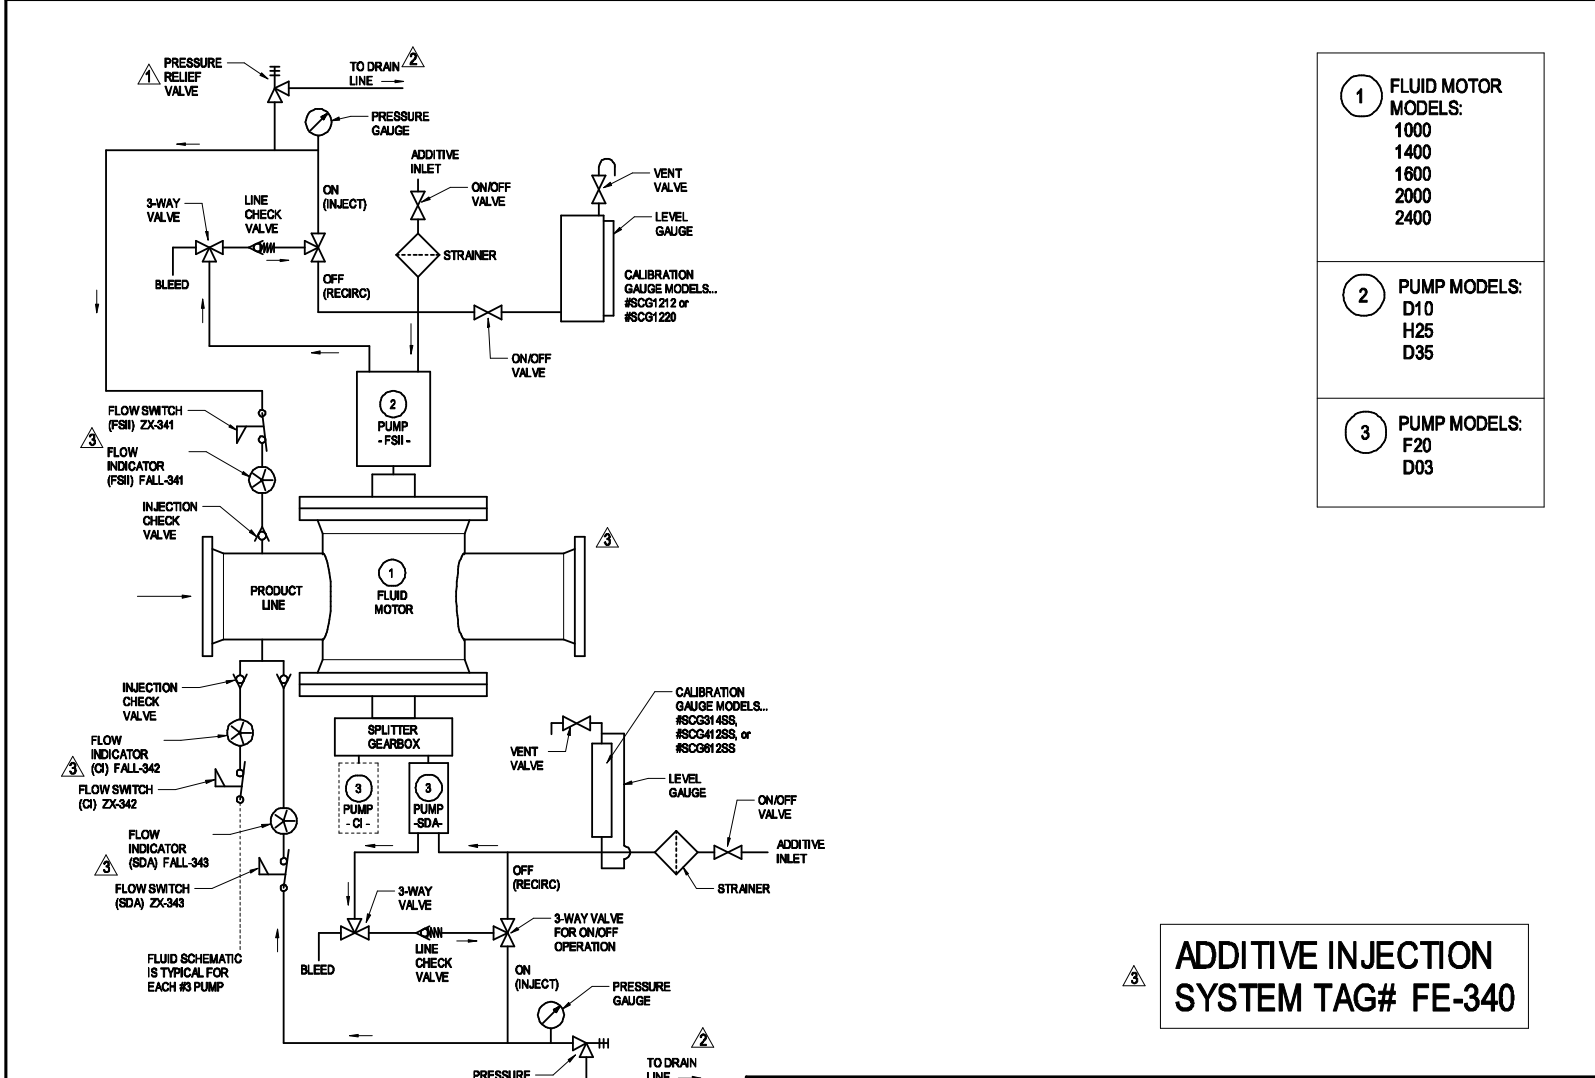 1
PRESSURE
RELIEF
VALVE
TO DRAIN
LINE
2
PRESSURE
GAUGE
ADDITIVE
INLET
ON/OFF
VALVE
VENT
VALVE
LEVEL
GAUGE
3-WAY
VALVE
LINE
CHECK
VALVE
ON
(INJECT)
STRAINER
BLEED
OFF
(RECIRC)
CALIBRATION
GAUGE MODELS...
#SCG1212 or
#SCG1220
ON/OFF
VALVE
FLOW SWITCH
(FSII) ZX-341
3
FLOW
INDICATOR
(FSII) FALL-341
2
PUMP
- FSII -
INJECTION
CHECK
VALVE
3
PRODUCT
LINE
1
FLUID
MOTOR
INJECTION
CHECK
VALVE
FLOW
INDICATOR
(CI) FALL-342
3
FLOW SWITCH
(CI) ZX-342
FLOW
INDICATOR
(SDA) FALL-343
3
FLOW SWITCH
(SDA) ZX-343
FLUID SCHEMATIC
IS TYPICAL FOR
EACH #3 PUMP
SPLITTER
GEARBOX
3
PUMP
- CI -
3
PUMP
-SDA-
VENT
VALVE
CALIBRATION
GAUGE MODELS...
#SCG314SS,
#SCG412SS, or
#SCG612SS
LEVEL
GAUGE
ON/OFF
VALVE
ADDITIVE
INLET
STRAINER
OFF
(RECIRC)
3-WAY
VALVE
3-WAY VALVE
FOR ON/OFF
OPERATION
BLEED
LINE
CHECK
VALVE
ON
(INJECT)
PRESSURE
GAUGE
2
TO DRAIN
LINE
PRESSURE
1
FLUID MOTOR
MODELS:
1000
1400
1600
2000
2400
2
PUMP MODELS:
D10
H25
D35
3
PUMP MODELS:
F20
D03
3
ADDITIVE INJECTION
SYSTEM TAG# FE-340